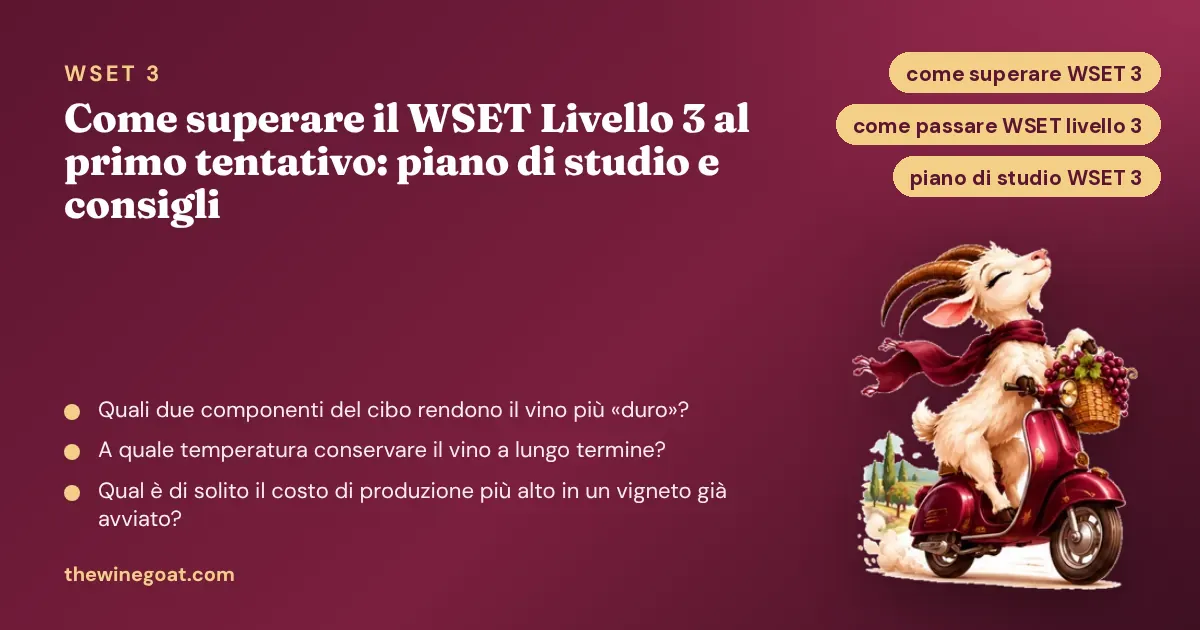 WSET 3
Come superare il WSET Livello 3 al
primo tentativo: piano di studio e
consigli
come superare WSET 3
come passare WSET livello 3
piano di studio WSET 3
Quali due componenti del cibo rendono il vino più «duro»?
A quale temperatura conservare il vino a lungo termine?
Qual è di solito il costo di produzione più alto in un vigneto già
avviato?
thewinegoat.com